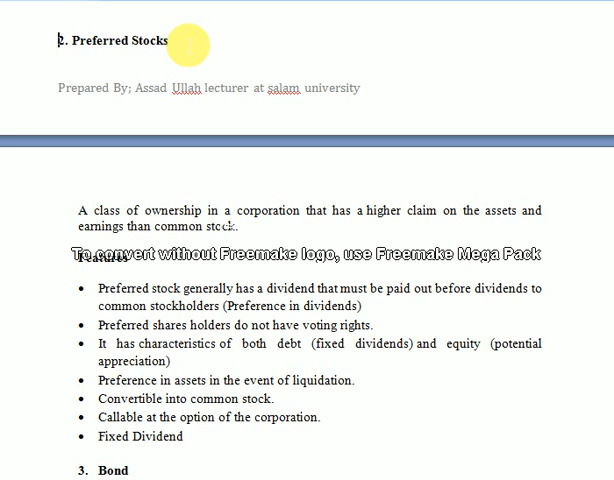 2. Preferred Stocks
Prepared By; Assad Ullah lecturer at salam university
A class of ownership in a corporation that has a higher claim on the assets and
earnings than common stock.
To convert without Freemake logo, use Freemake Mega Pack
Features
• Preferred stock generally has a dividend that must be paid out before dividends to
common stockholders (Preference in dividends)
• Preferred shares holders do not have voting rights.
• It has characteristics of both debt (fixed dividends) and equity (potential
appreciation)
• Preference in assets in the event of liquidation.
• Convertible into common stock.
• Callable at the option of the corporation.
• Fixed Dividend
3. Bond